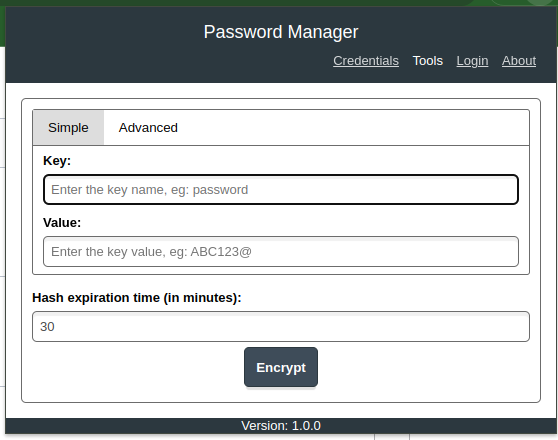 Password Manager
Credentials Tools Login About
Simple Advanced
Key:
Enter the key name, eg: password
Value:
Enter the key value, eg: ABC123@
Hash expiration time (in minutes):
30
Encrypt
Version: 1.0.0